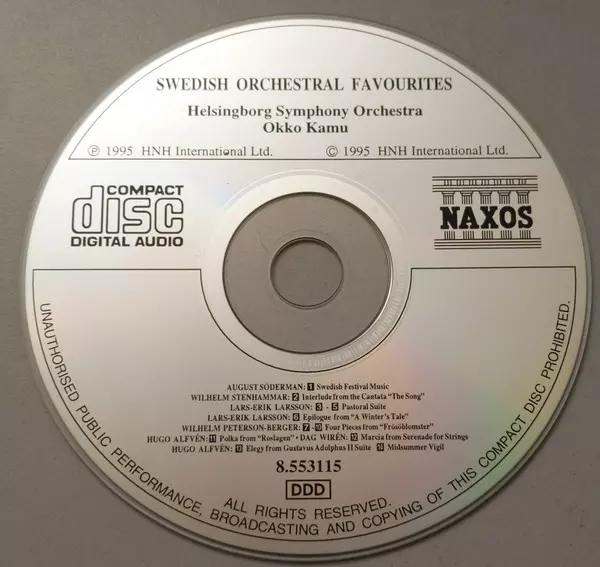 SWEDISH ORCHESTRAL FAVOURITES
Helsingborg Symphony Orchestra
Okko Kamu
℗ 1995 HNH International Ltd. © 1995 HNH International Ltd.
COMPACT
disc
DIGITAL AUDIO
NAXOS
AUGUST SÖDERMAN: 1 Swedish Festival Music
WILHELM STENHAMMAR: 2 Interlude from the Cantata "The Song"
LARS-ERIK LARSSON: 3 - 5 Pastoral Suite
LARS-ERIK LARSSON: 6 Epilogue from "A Winter's Tale"
WILHELM PETERSON-BERGER: 7 - 10 Four Pieces from "Frösöblomster"
HUGO ALFVÉN: 11 Polka from "Roslagen" • DAG WIRÉN: 12 Marcia from Serenade for Strings
HUGO ALFVÉN: 13 Elegy from Gustavus Adolphus II Suite 14 Midsummer Vigil
8.553115
DDD
ALL RIGHTS RESERVED.
UNAUTHORISED PUBLIC PERFORMANCE, BROADCASTING AND COPYING OF THIS COMPACT DISC PROHIBITED.